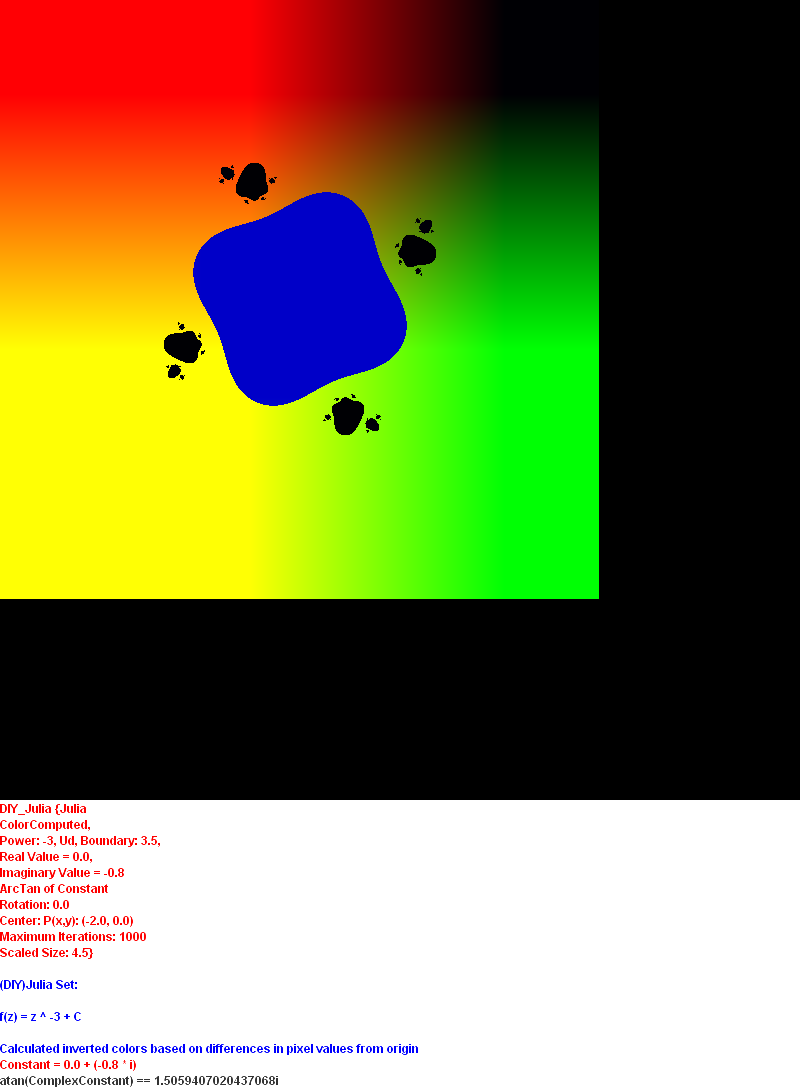 DIY_Julia {Julia
ColorComputed,
Power: -3, Ud, Boundary: 3.5,
Real Value = 0.0,
Imaginary Value = -0.8
ArcTan of Constant
Rotation: 0.0
Center: P(x,y): (-2.0, 0.0)
Maximum Iterations: 1000
Scaled Size: 4.5}
(DIY)Julia Set:
f(z) = z ^ -3 + C
Calculated inverted colors based on differences in pixel values from origin
Constant = 0.0 + (-0.8 * i)
atan(ComplexConstant) == 1.5059407020437068i